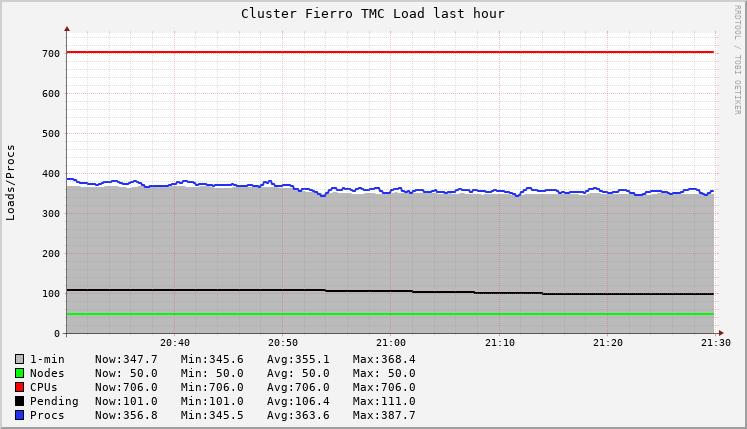 Cluster Fierro TMC Load last hour
RRDTOOL / TOBI OETIKER
Loads/Procs
700
600
500
400
300
200
100
0
20:40 20:50 21:00 21:10 21:20 21:30
1-min Now:347.7 Min:345.6 Avg:355.1 Max:368.4
Nodes Now: 50.0 Min: 50.0 Avg: 50.0 Max: 50.0
CPUs Now:706.0 Min:706.0 Avg:706.0 Max:706.0
Pending Now:101.0 Min:101.0 Avg:106.4 Max:111.0
Procs Now:356.8 Min:345.5 Avg:363.6 Max:387.7